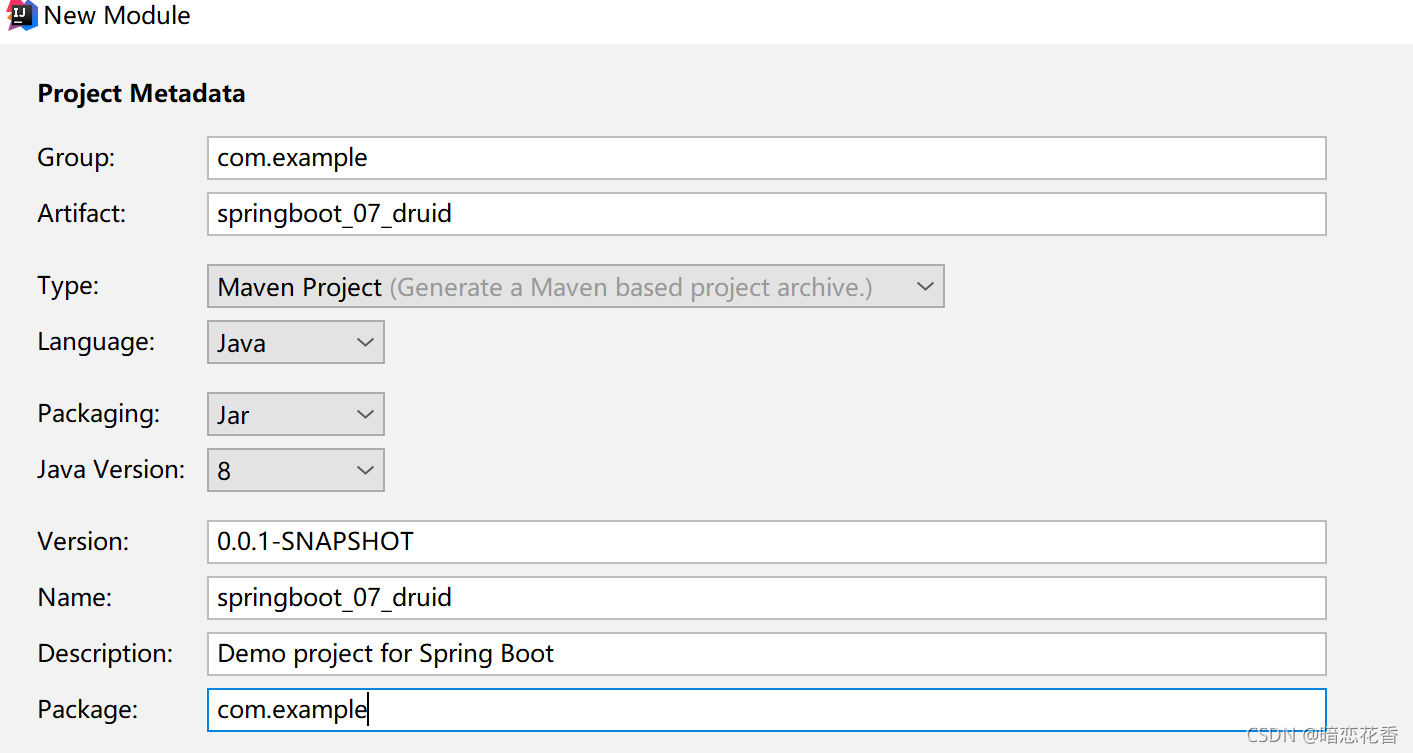 New Module
Project Metadata
Group: com.example
Artifact: springboot_07_druid
Type: Maven Project (Generate a Maven based project archive.)
Language: Java
Packaging: Jar
Java Version: 8
Version: 0.0.1-SNAPSHOT
Name: springboot_07_druid
Description: Demo project for Spring Boot
Package: com.example
CSDN @暗恋花香